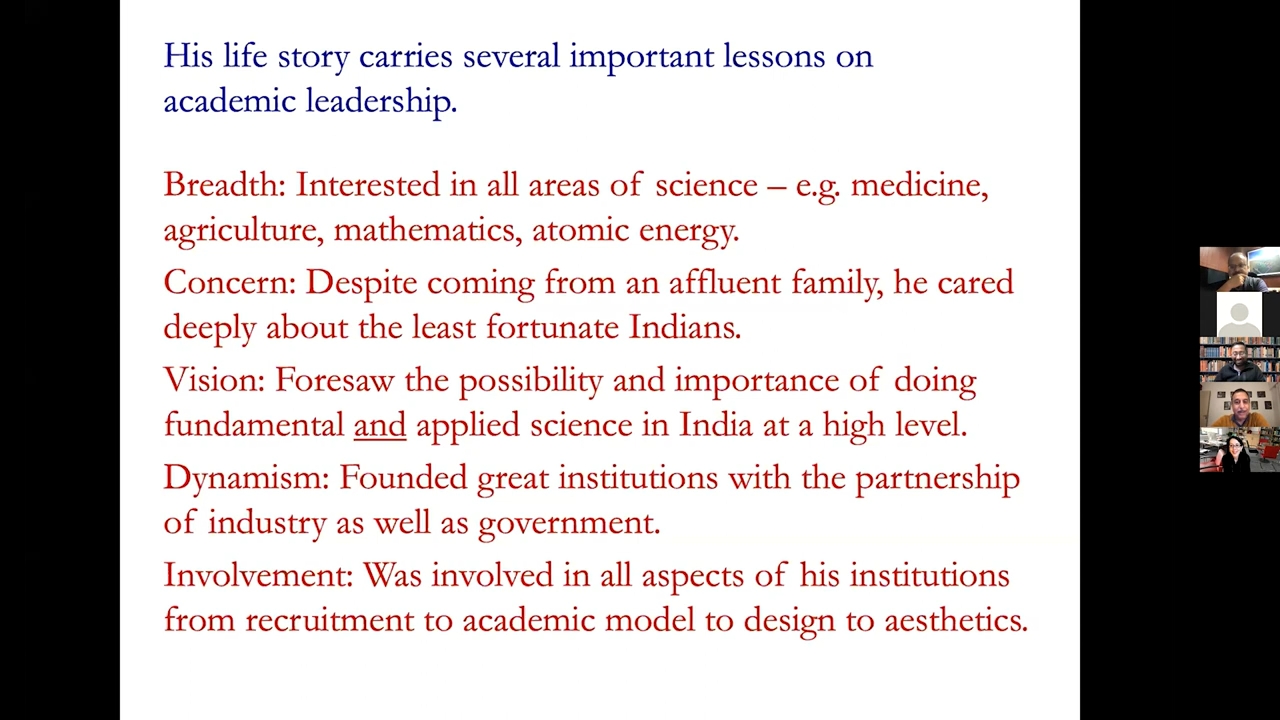 His life story carries several important lessons on
academic leadership.
Breadth: Interested in all areas of science – e.g. medicine,
agriculture, mathematics, atomic energy.
Concern: Despite coming from an affluent family, he cared
deeply about the least fortunate Indians.
Vision: Foresaw the possibility and importance of doing
fundamental and applied science in India at a high level.
Dynamism: Founded great institutions with the partnership
of industry as well as government.
Involvement: Was involved in all aspects of his institutions
from recruitment to academic model to design to aesthetics.